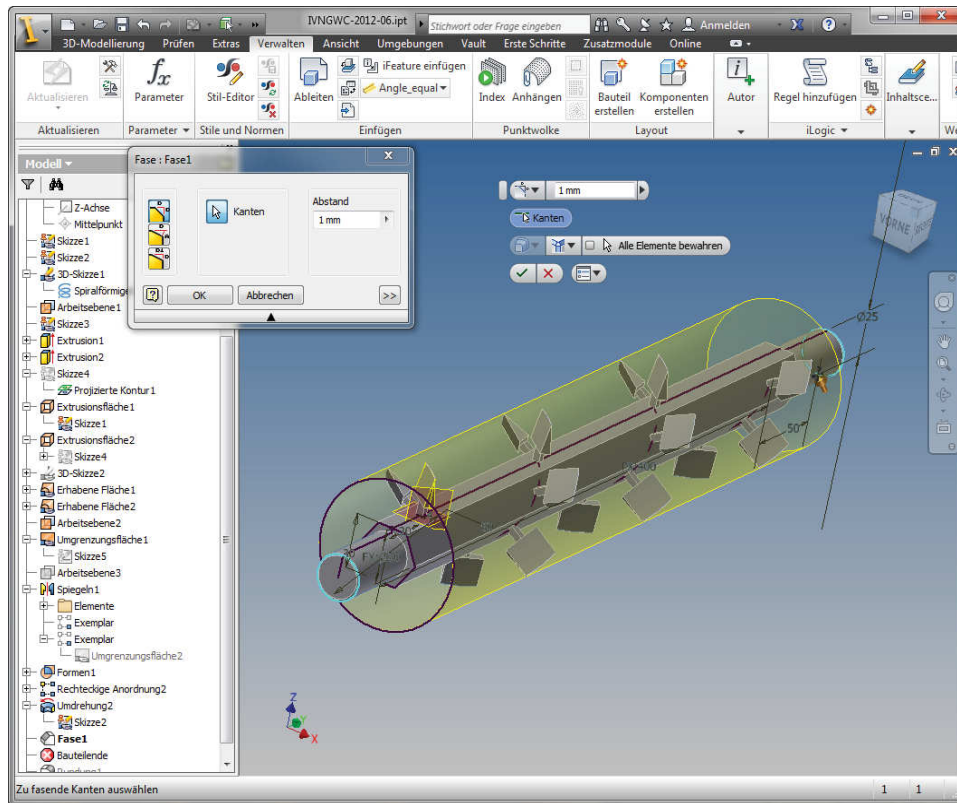 IVNGWC-2012-06.ipt
Stichwort oder Frage eingeben
Anmelden
3D-Modellierung Prüfen Extras Verwalten Ansicht Umgebungen Vault Erste Schritte Zusatzmodule Online
Aktualisieren
Parameter
Stil-Editor
Ableiten
iFeature einfügen
Angle_equal
Index
Anhängen
Bauteil erstellen
Komponenten erstellen
Autor
Regel hinzufügen
Inhaltsce...
Aktualisieren Parameter Stile und Normen Einfügen Punktwolke Layout iLogic We
Modell
Fase : Fase1
Kanten
Abstand
1 mm
OK
Abbrechen
>>
1 mm
Kanten
Alle Elemente bewahren
Z-Achse
Mittelpunkt
Skizze1
Skizze2
3D-Skizze1
Spiralförmige
Arbeitsebene1
Skizze3
Extrusion1
Extrusion2
Skizze4
Projizierte Kontur1
Extrusionsfläche1
Skizze1
Extrusionsfläche2
Skizze4
3D-Skizze2
Erhabene Fläche1
Erhabene Fläche2
Arbeitsebene2
Umgrenzungsfläche1
Skizze5
Arbeitsebene3
Spiegeln1
Elemente
Exemplar
Exemplar
Umgrenzungsfläche2
Formen1
Rechteckige Anordnung2
Umdrehung2
Skizze2
Fase1
Bauteilende
Rundung1
VORNE
Ø25
50
Z
Y
X
Zu fasende Kanten auswählen
1 1